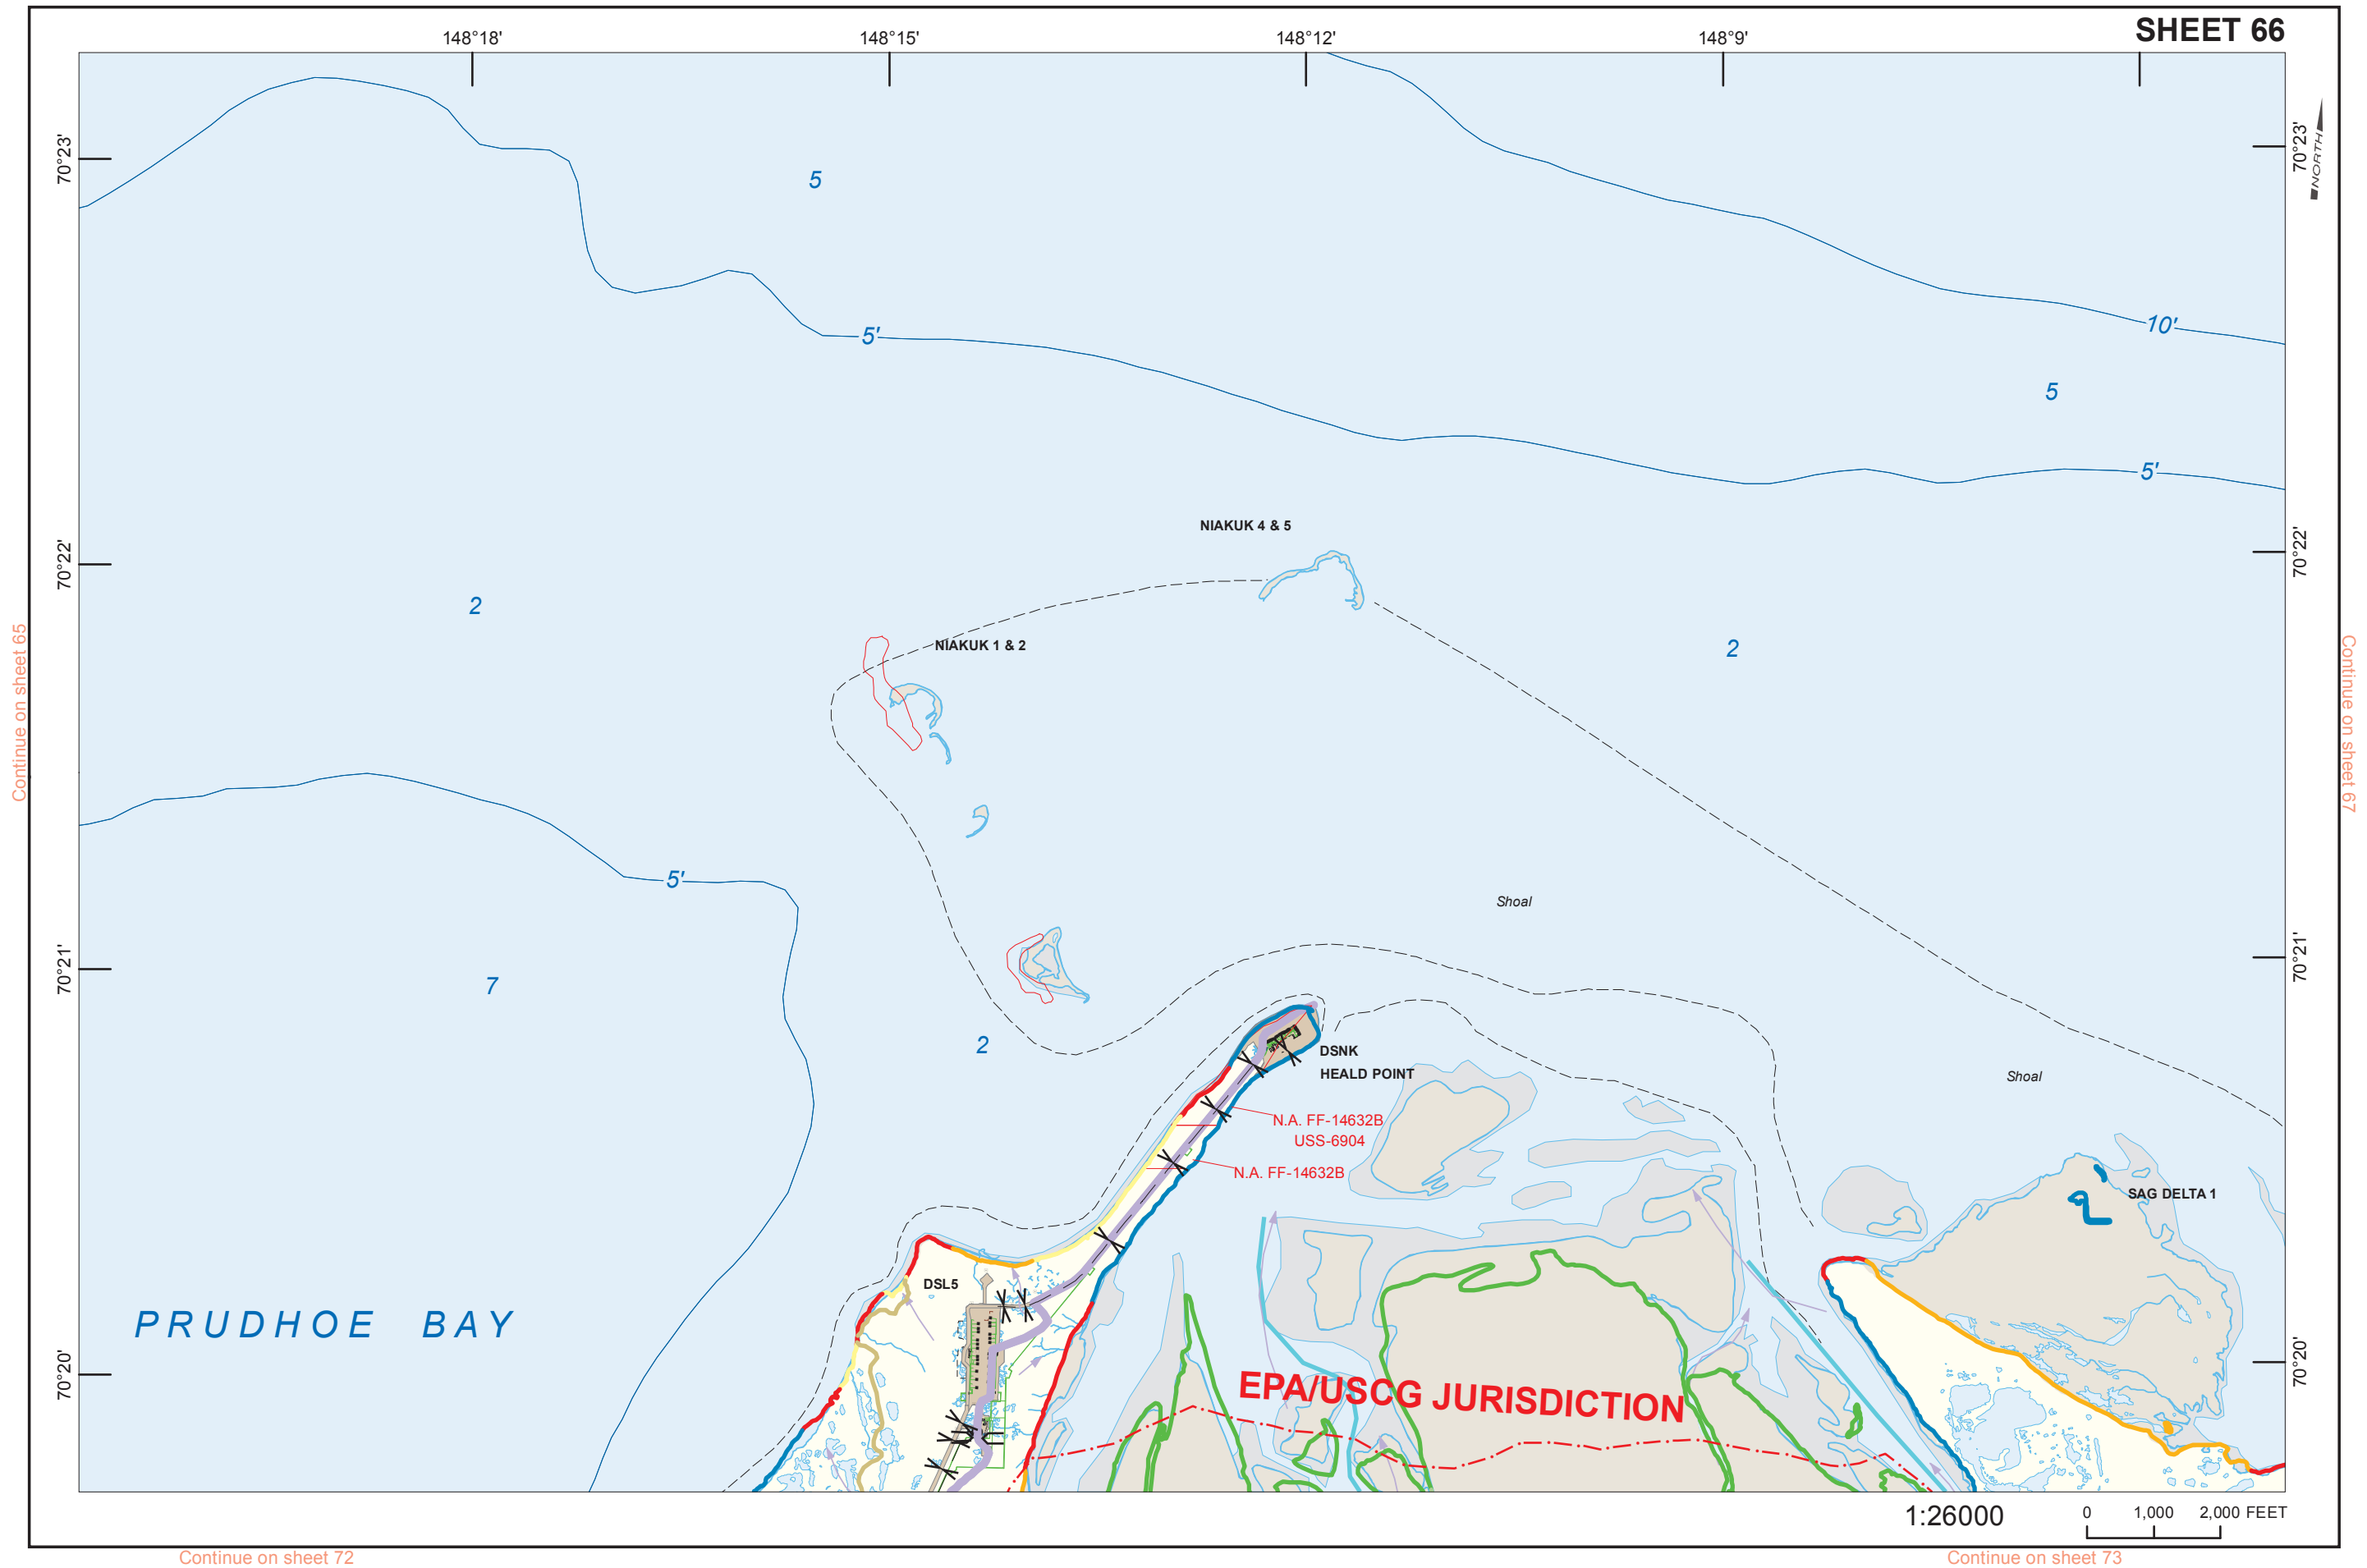 SHEET 66
148°18'
148°15'
148°12'
148°9'
70°23'
70°23'
NORTH
5
5'
10'
5
5'
NIAKUK 4 & 5
70°22'
70°22'
2
NIAKUK 1 & 2
2
Continue on sheet 65
Continue on sheet 67
5'
Shoal
70°21'
70°21'
7
2
DSNK
HEALD POINT
Shoal
N.A. FF-14632B
USS-6904
N.A. FF-14632B
SAG DELTA 1
DSL5
PRUDHOE BAY
70°20'
70°20'
EPA/USCG JURISDICTION
1:26000
0 1,000 2,000 FEET
Continue on sheet 72
Continue on sheet 73